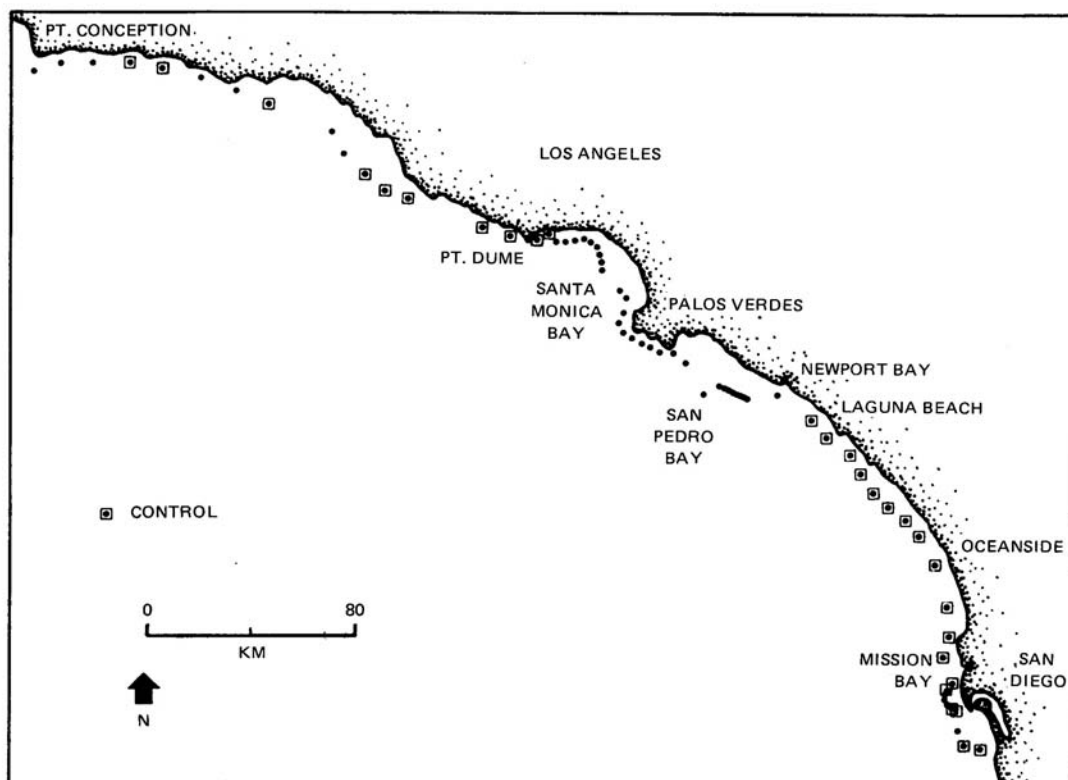 PT. CONCEPTION
LOS ANGELES
PT. DUME
SANTA
MONICA
BAY
PALOS VERDES
NEWPORT BAY
LAGUNA BEACH
SAN
PEDRO
BAY
CONTROL
OCEANSIDE
0 80
KM
MISSION
BAY
SAN
DIEGO
N